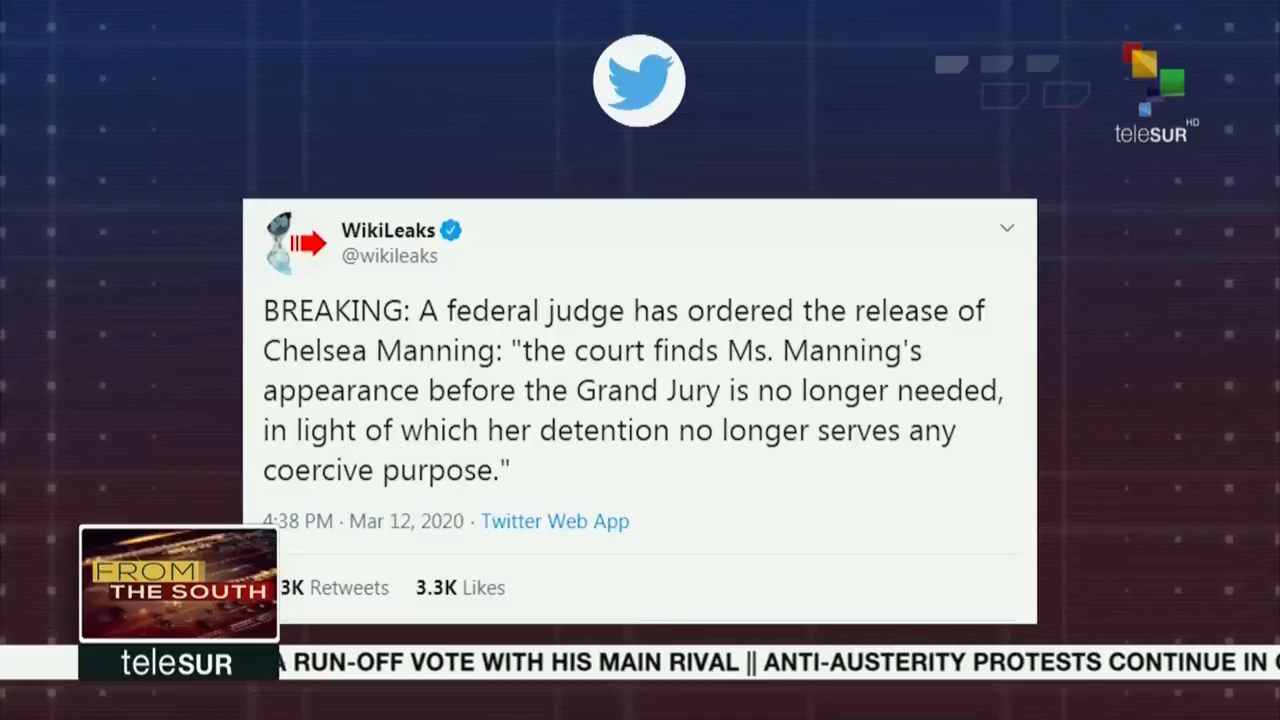 teleSUR HD
WikiLeaks
@wikileaks
BREAKING: A federal judge has ordered the release of
Chelsea Manning: "the court finds Ms. Manning's
appearance before the Grand Jury is no longer needed,
in light of which her detention no longer serves any
coercive purpose."
4:38 PM · Mar 12, 2020 · Twitter Web App
3K Retweets 3.3K Likes
FROM
THE SOUTH
teleSUR
A RUN-OFF VOTE WITH HIS MAIN RIVAL || ANTI-AUSTERITY PROTESTS CONTINUE IN